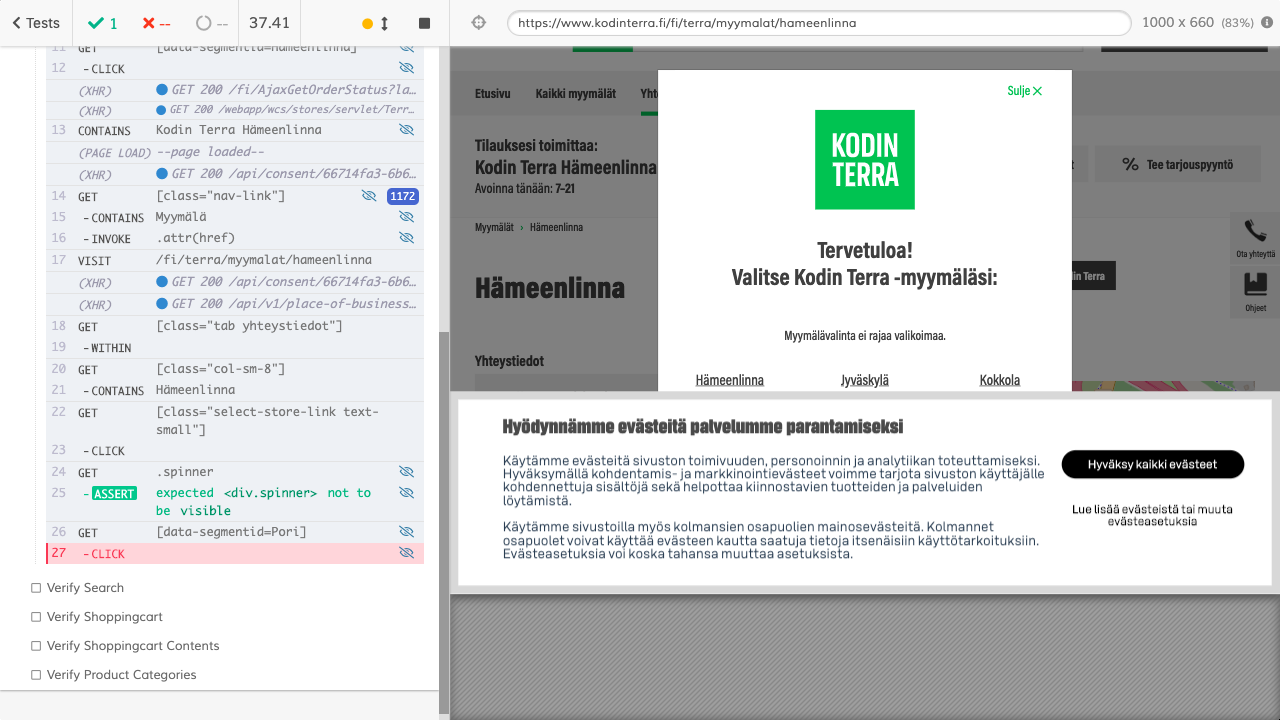 Tests
1
--
--
37.41
https://www.kodinterra.fi/fi/terra/myymalat/hameenlinna
1000 x 660 (83%)
11 GET [data-segmentid=Hameenlinna]
12 -CLICK
(XHR) GET 200 /fi/AjaxGetOrderStatus?la…
(XHR) GET 200 /webapp/wcs/stores/servlet/Terr…
13 CONTAINS Kodin Terra Hämeenlinna
(PAGE LOAD) --page loaded--
(XHR) GET 200 /api/consent/66714fa3-6b6…
14 GET [class="nav-link"] 1172
15 -CONTAINS Myymälä
16 -INVOKE .attr(href)
17 VISIT /fi/terra/myymalat/hameenlinna
(XHR) GET 200 /api/consent/66714fa3-6b6…
(XHR) GET 200 /api/v1/place-of-business…
18 GET [class="tab yhteystiedot"]
19 -WITHIN
20 GET [class="col-sm-8"]
21 -CONTAINS Hämeenlinna
22 GET [class="select-store-link text-
small"]
23 -CLICK
24 GET .spinner
25 -ASSERT expected <div.spinner> not to
be visible
26 GET [data-segmentid=Pori]
27 -CLICK
Verify Search
Verify Shoppingcart
Verify Shoppingcart Contents
Verify Product Categories
Etusivu Kaikki myymälät Yht
Tilauksesi toimittaa:
Kodin Terra Hämeenlinna
Avoinna tänään: 7-21
Tee tarjouspyyntö
Myymälät › Hämeenlinna
Hämeenlinna
Yhteystiedot
Ota yhteyttä
Ohjeet
din Terra
Sulje
KODIN
TERRA
Tervetuloa!
Valitse Kodin Terra -myymäläsi:
Myymälävalinta ei rajaa valikoimaa.
Hämeenlinna Jyväskylä Kokkola
Hyödynnämme evästeitä palvelumme parantamiseksi
Käytämme evästeitä sivuston toimivuuden, personoinnin ja analytiikan toteuttamiseksi.
Hyväksymällä kohdentamis- ja markkinointievästeet voimme tarjota sivuston käyttäjälle
kohdennettuja sisältöjä sekä helpottaa kiinnostavien tuotteiden ja palveluiden
löytämistä.
Käytämme sivustoilla myös kolmansien osapuolien mainosevästeitä. Kolmannet
osapuolet voivat käyttää evästeen kautta saatuja tietoja itsenäisiin käyttötarkoituksiin.
Evästeasetuksia voi koska tahansa muuttaa asetuksista.
Hyväksy kaikki evästeet
Lue lisää evästeistä tai muuta
evästeasetuksia